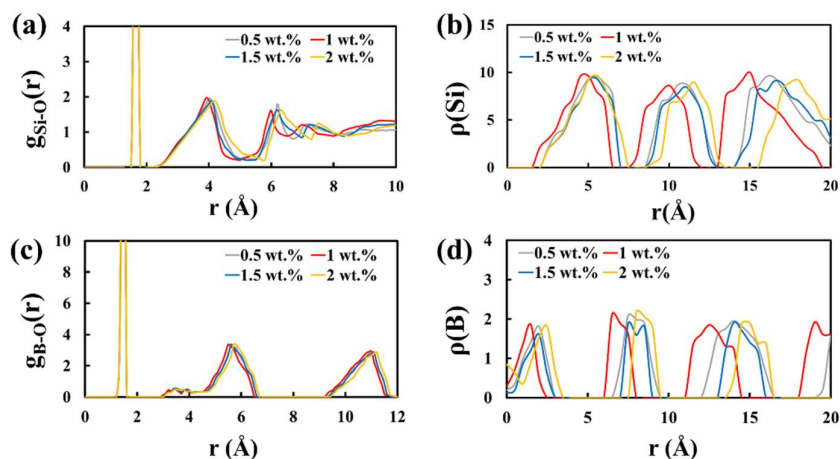 (a)
g_Si-O(r)
4
3
2
1
0
0.5 wt.% 1 wt.%
1.5 wt.% 2 wt.%
0 2 4 6 8 10
r (Å)
(b)
ρ(Si)
15
10
5
0
0.5 wt.% 1 wt.%
1.5 wt.% 2 wt.%
0 5 10 15 20
r(Å)
(c)
g_B-O(r)
10
8
6
4
2
0
0.5 wt.% 1 wt.%
1.5 wt.% 2 wt.%
0 2 4 6 8 10 12
r (Å)
(d)
ρ(B)
4
3
2
1
0
0.5 wt.% 1 wt.%
1.5 wt.% 2 wt.%
0 5 10 15 20
r (Å)